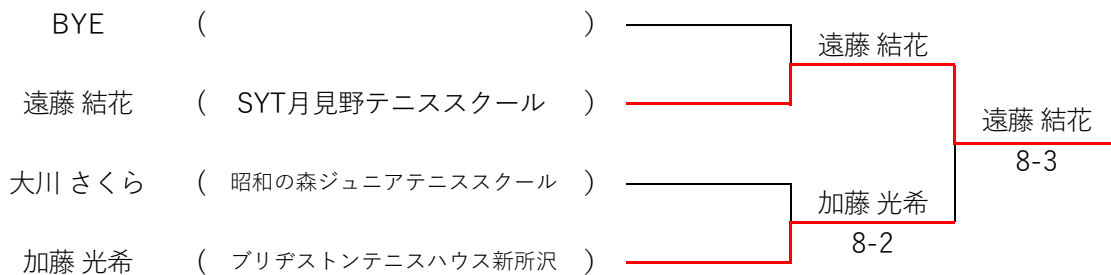 BYE ( )
遠藤 結花 ( SYT月見野テニススクール )
大川 さくら ( 昭和の森ジュニアテニススクール )
加藤 光希 ( ブリヂストンテニスハウス新所沢 )
遠藤 結花
加藤 光希
8-2
遠藤 結花
8-3